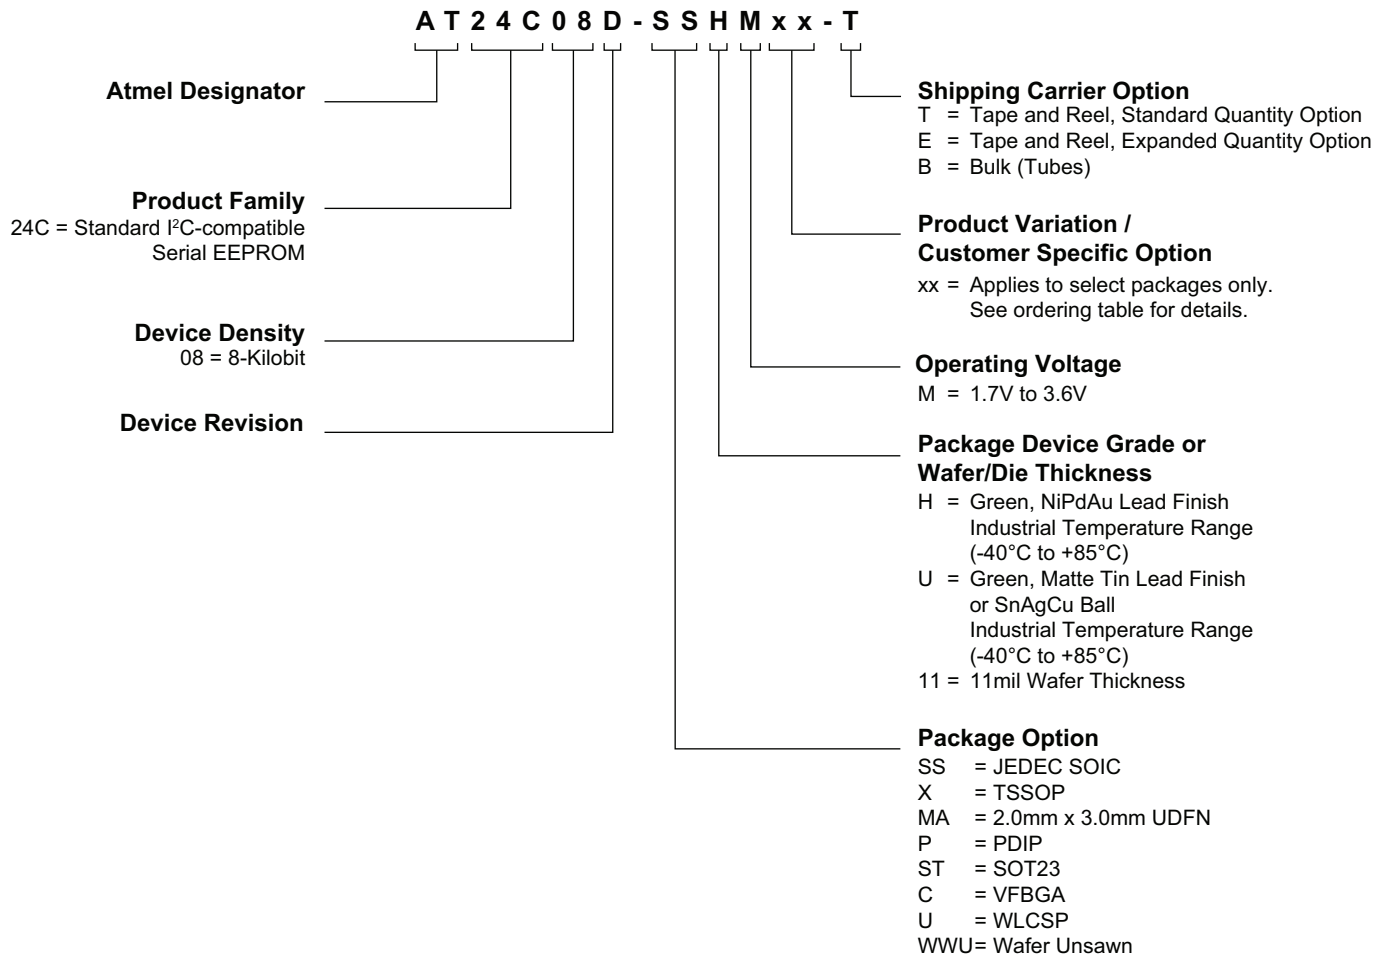 AT24C08D-SSHMxx-T
Atmel Designator
Product Family
24C = Standard I²C-compatible
Serial EEPROM
Device Density
08 = 8-Kilobit
Device Revision
Shipping Carrier Option
T = Tape and Reel, Standard Quantity Option
E = Tape and Reel, Expanded Quantity Option
B = Bulk (Tubes)
Product Variation /
Customer Specific Option
xx = Applies to select packages only.
See ordering table for details.
Operating Voltage
M = 1.7V to 3.6V
Package Device Grade or
Wafer/Die Thickness
H = Green, NiPdAu Lead Finish
Industrial Temperature Range
(-40°C to +85°C)
U = Green, Matte Tin Lead Finish
or SnAgCu Ball
Industrial Temperature Range
(-40°C to +85°C)
11 = 11mil Wafer Thickness
Package Option
SS = JEDEC SOIC
X = TSSOP
MA = 2.0mm x 3.0mm UDFN
P = PDIP
ST = SOT23
C = VFBGA
U = WLCSP
WWU= Wafer Unsawn